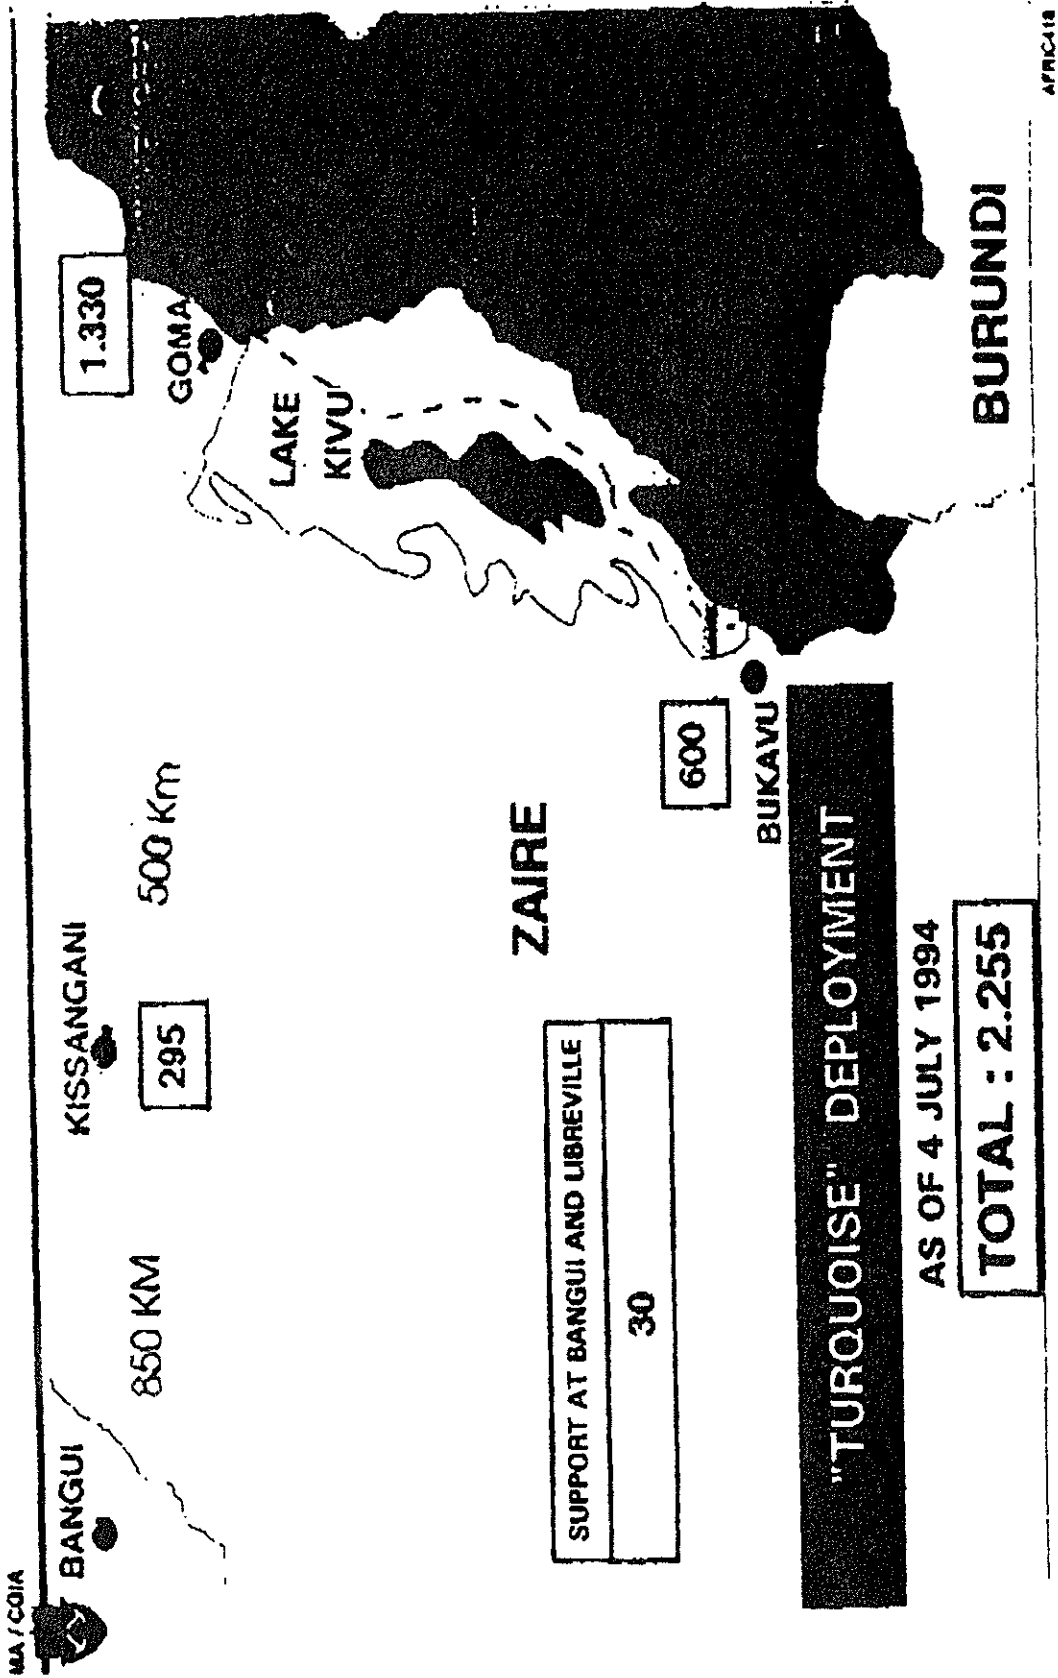 BANGUI
850 KM
KISSANGANI
295
500 Km
1.330
GOMA
LAKE
KIVU
ZAIRE
600
BUKAVU
SUPPORT AT BANGUI AND LIBREVILLE
30
"TURQUOISE" DEPLOYMENT
AS OF 4 JULY 1994
TOTAL : 2.255
BURUNDI
AFRIC418